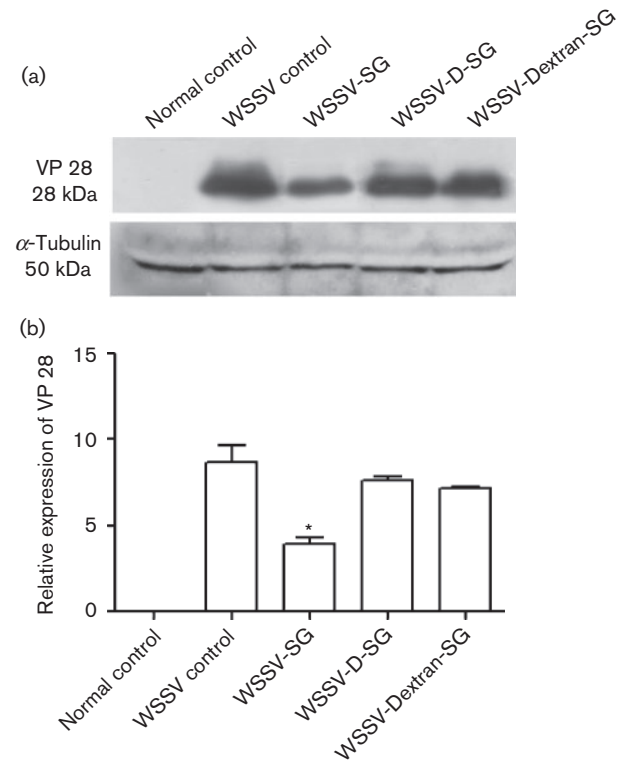 (a)
Normal control
WSSV control
WSSV-SG
WSSV-D-SG
WSSV-Dextran-SG
VP 28
28 kDa
α-Tubulin
50 kDa
(b)
Relative expression of VP 28
15
10
5
0
*
Normal control
WSSV control
WSSV-SG
WSSV-D-SG
WSSV-Dextran-SG